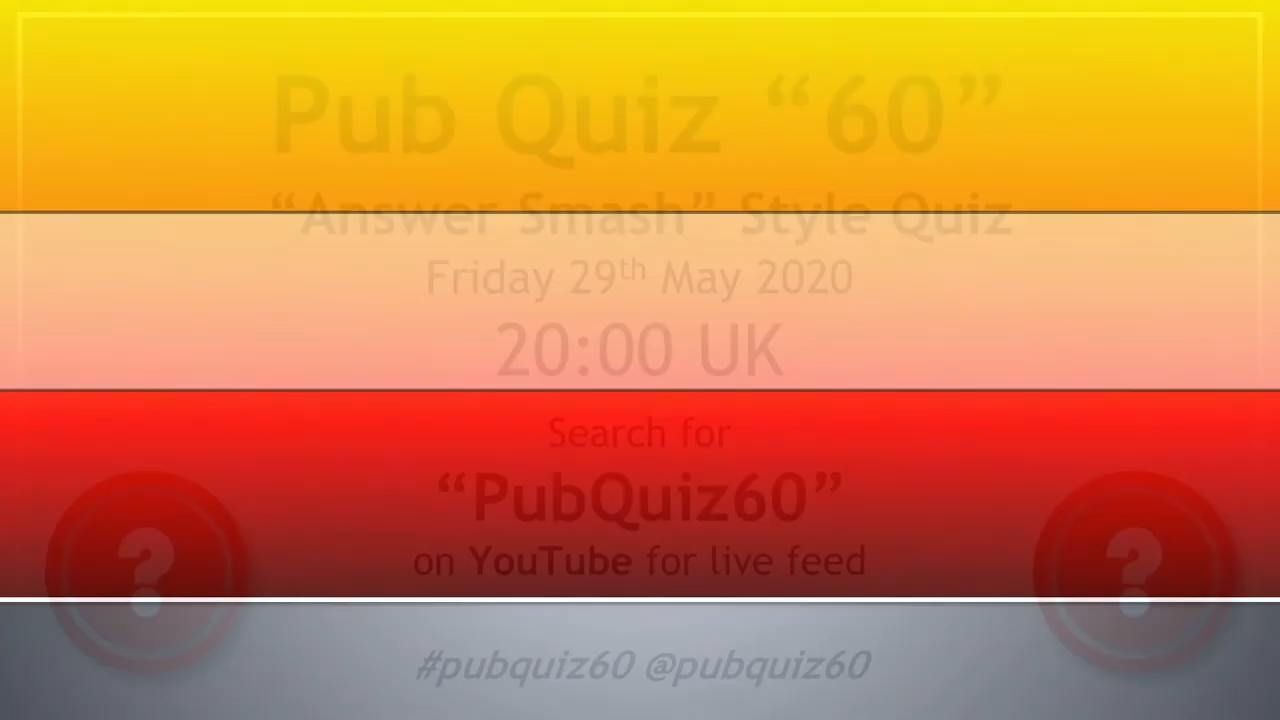 Pub Quiz “60”
“Answer Smash” Style Quiz
Friday 29th May 2020
20:00 UK
Search for
“PubQuiz60”
on YouTube for live feed
? ?
#pubquiz60 @pubquiz60